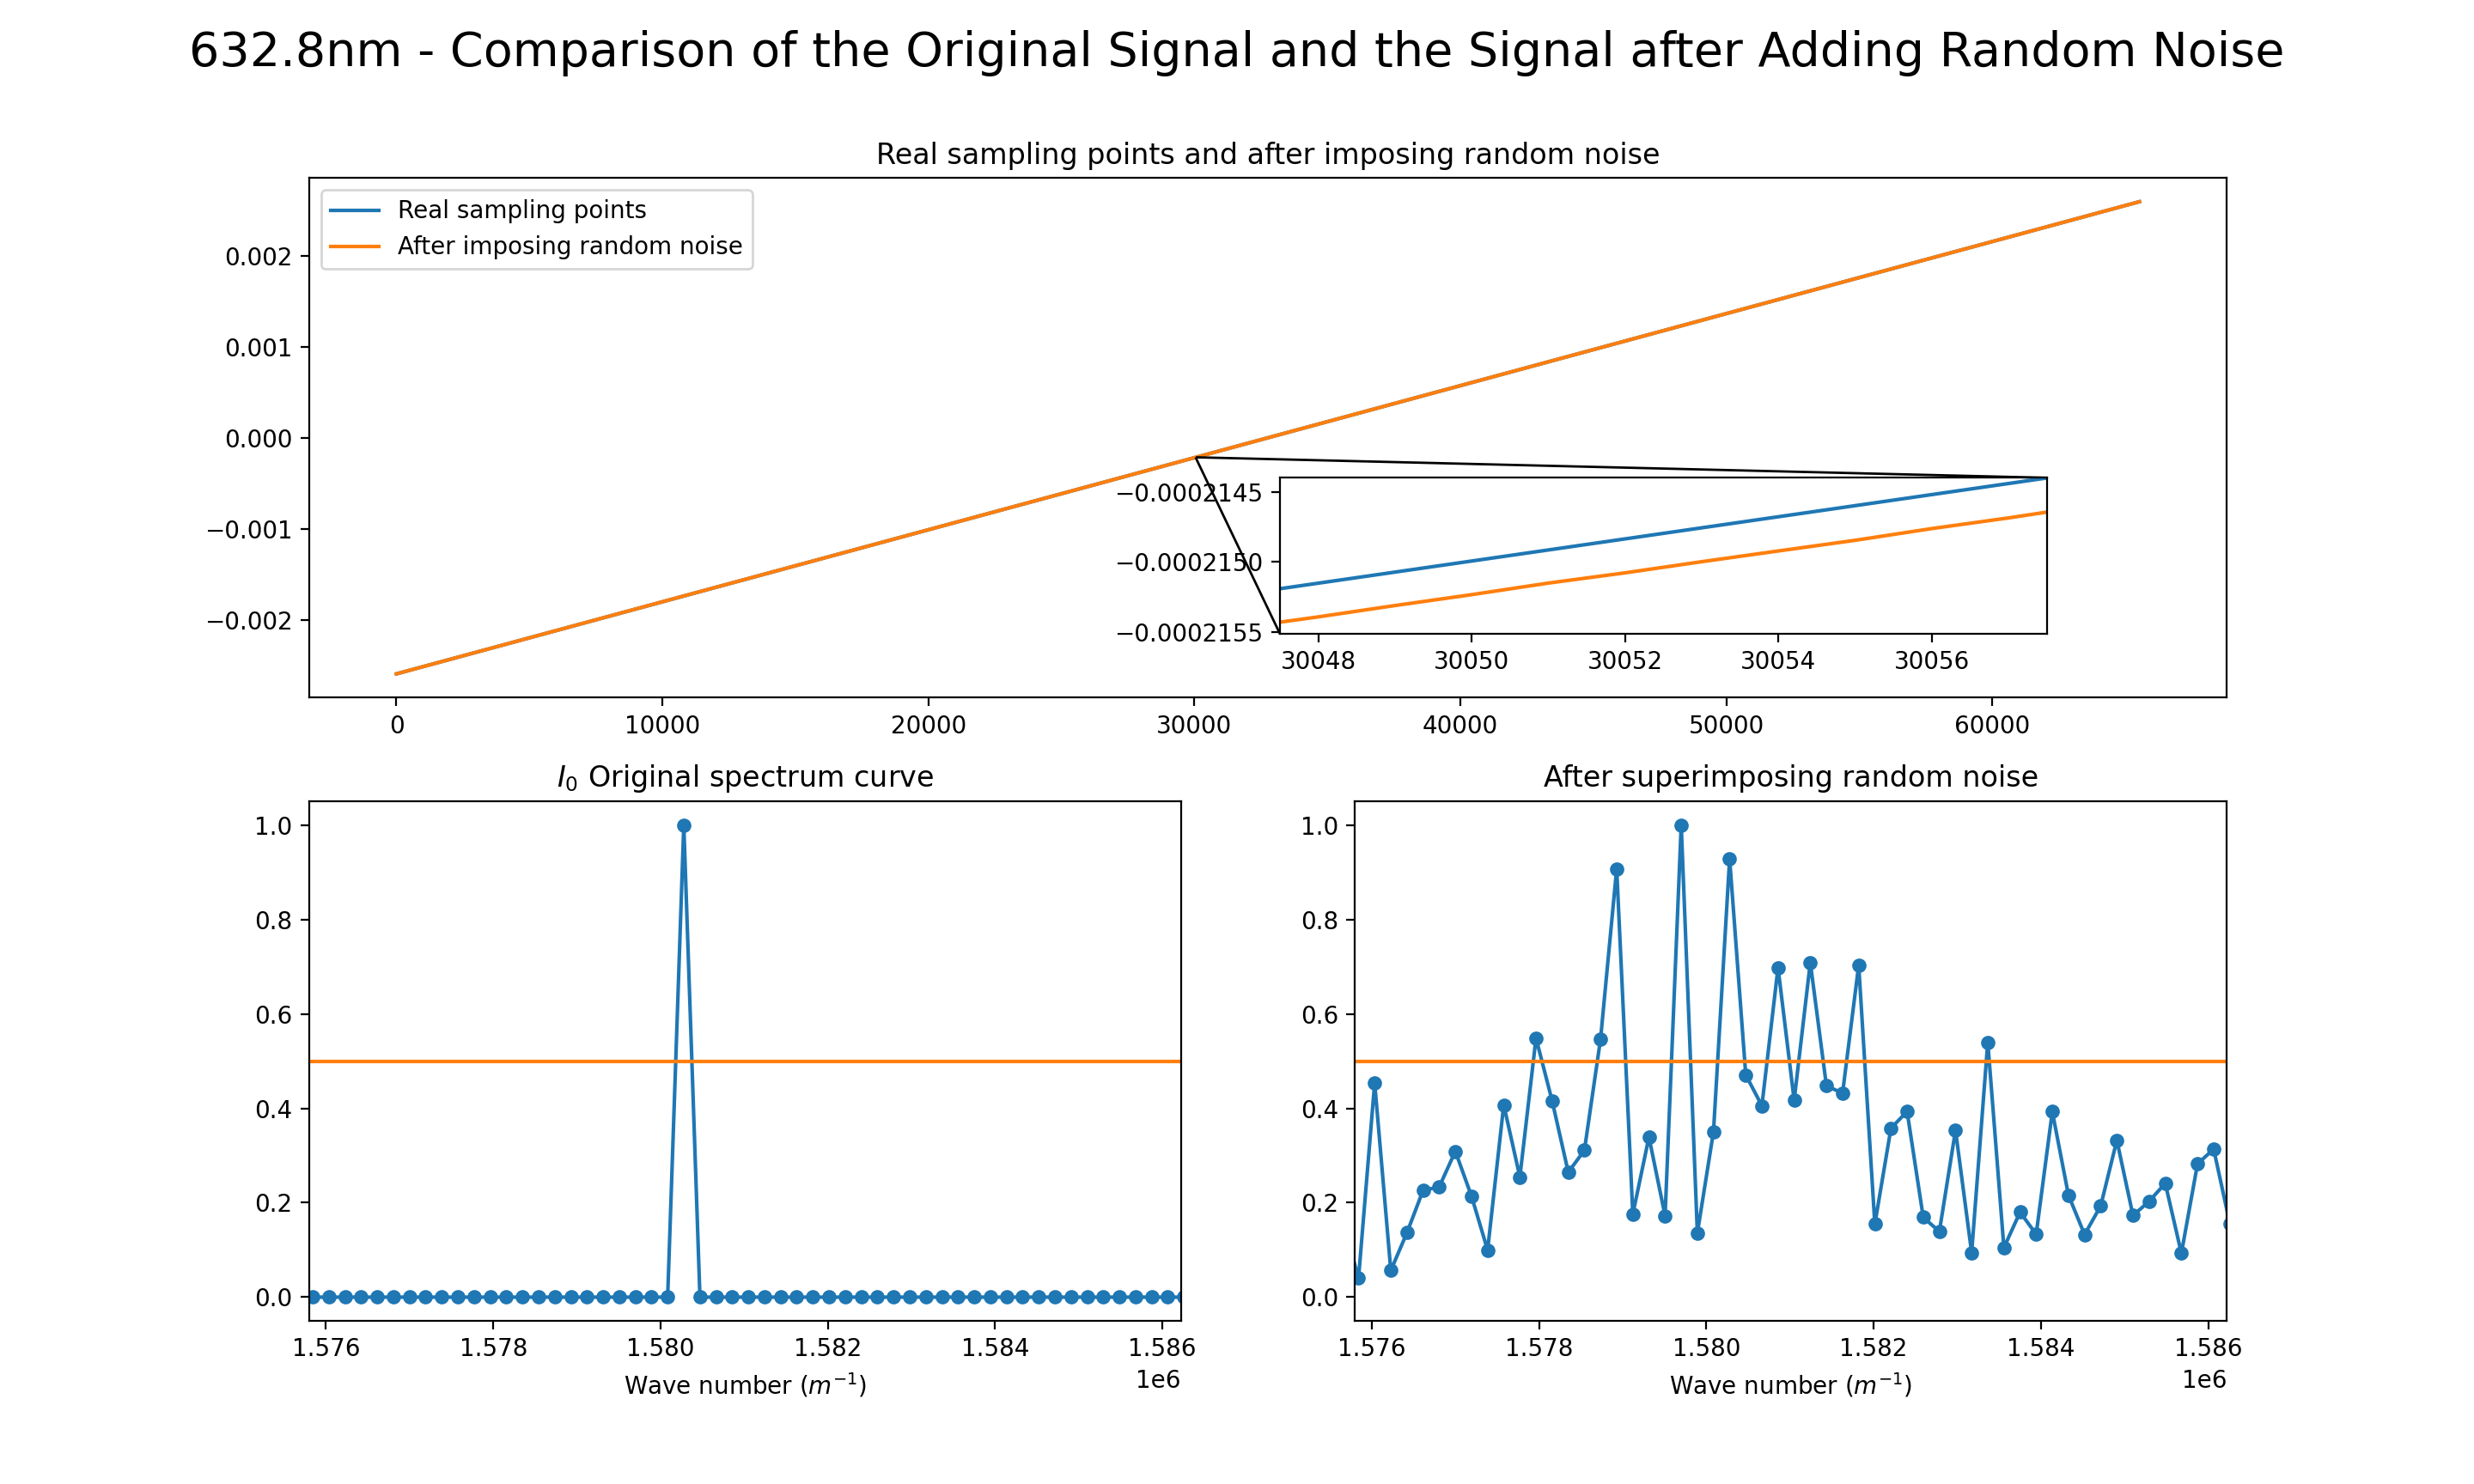 632.8nm - Comparison of the Original Signal and the Signal after Adding Random Noise
Real sampling points and after imposing random noise
Real sampling points
After imposing random noise
0.002
0.001
0.000
−0.001
−0.002
−0.0002145
−0.0002150
−0.0002155
30048 30050 30052 30054 30056
0 10000 20000 30000 40000 50000 60000
I₀ Original spectrum curve
1.0
0.8
0.6
0.4
0.2
0.0
1.576 1.578 1.580 1.582 1.584 1.586
1e6
Wave number (m⁻¹)
After superimposing random noise
1.0
0.8
0.6
0.4
0.2
0.0
1.576 1.578 1.580 1.582 1.584 1.586
1e6
Wave number (m⁻¹)